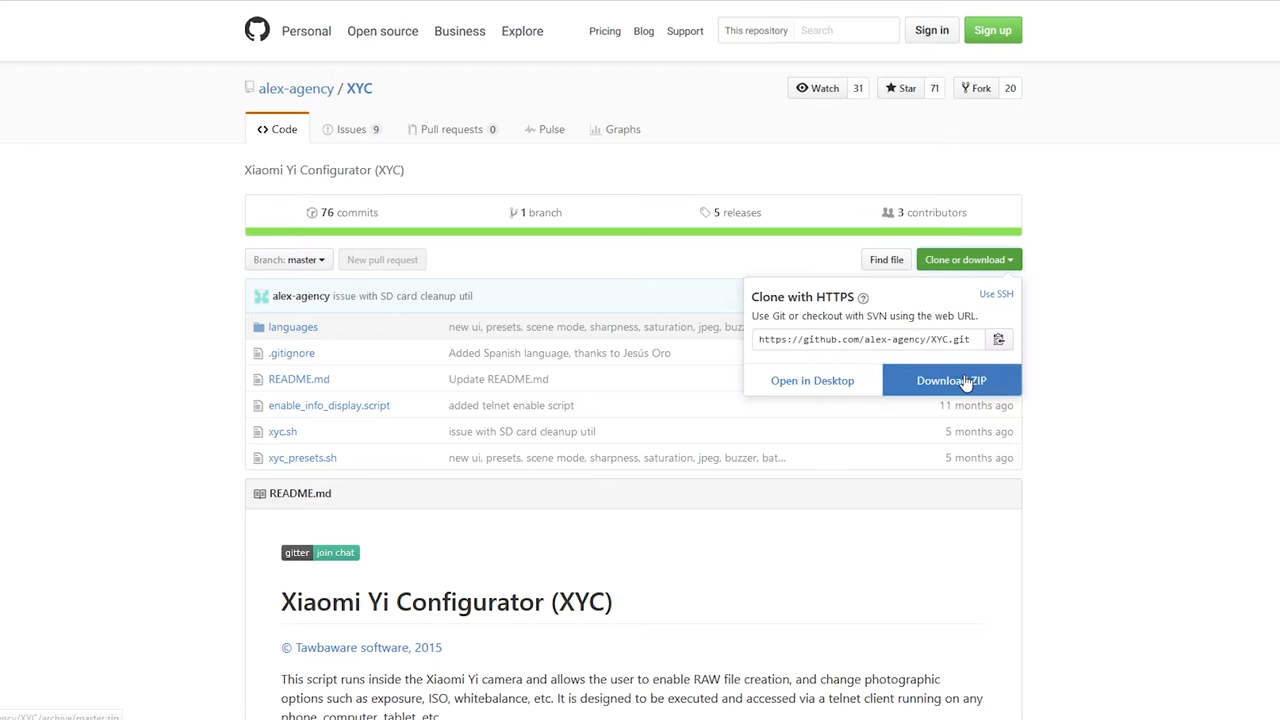 Personal Open source Business Explore Pricing Blog Support This repository Search Sign in Sign up
alex-agency / XYC Watch 31 Star 71 Fork 20
Code Issues 9 Pull requests 0 Pulse Graphs
Xiaomi Yi Configurator (XYC)
76 commits 1 branch 5 releases 3 contributors
Branch: master New pull request Find file Clone or download
alex-agency issue with SD card cleanup util
Clone with HTTPS ? Use SSH
Use Git or checkout with SVN using the web URL.
https://github.com/alex-agency/XYC.git
Open in Desktop Download ZIP
languages new ui, presets, scene mode, sharpness, saturation, jpeg, buzz
.gitignore Added Spanish language, thanks to Jesús Oro
README.md Update README.md
enable_info_display.script added telnet enable script 11 months ago
xyc.sh issue with SD card cleanup util 5 months ago
xyc_presets.sh new ui, presets, scene mode, sharpness, saturation, jpeg, buzzer, bat... 5 months ago
README.md
gitter join chat
Xiaomi Yi Configurator (XYC)
© Tawbaware software, 2015
This script runs inside the Xiaomi Yi camera and allows the user to enable RAW file creation, and change photographic
options such as exposure, ISO, whitebalance, etc. It is designed to be executed and accessed via a telnet client running on any
phone, computer, tablet, etc.